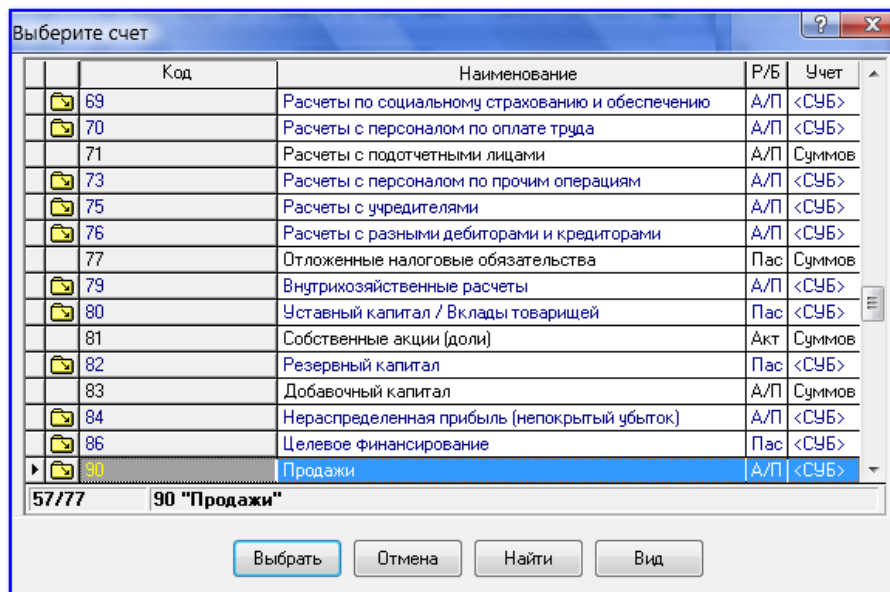 Выберите счет
Код Наименование Р/Б Учет
69 Расчеты по социальному страхованию и обеспечению А/П <СУБ>
70 Расчеты с персоналом по оплате труда А/П <СУБ>
71 Расчеты с подотчетными лицами А/П Суммов
73 Расчеты с персоналом по прочим операциям А/П <СУБ>
75 Расчеты с учредителями А/П <СУБ>
76 Расчеты с разными дебиторами и кредиторами А/П <СУБ>
77 Отложенные налоговые обязательства Пас Суммов
79 Внутрихозяйственные расчеты А/П <СУБ>
80 Уставный капитал / Вклады товарищей Пас <СУБ>
81 Собственные акции (доли) Акт Суммов
82 Резервный капитал Пас <СУБ>
83 Добавочный капитал А/П Суммов
84 Нераспределенная прибыль (непокрытый убыток) А/П <СУБ>
86 Целевое финансирование Пас <СУБ>
90 Продажи А/П <СУБ>
57/77 90 "Продажи"
Выбрать Отмена Найти Вид